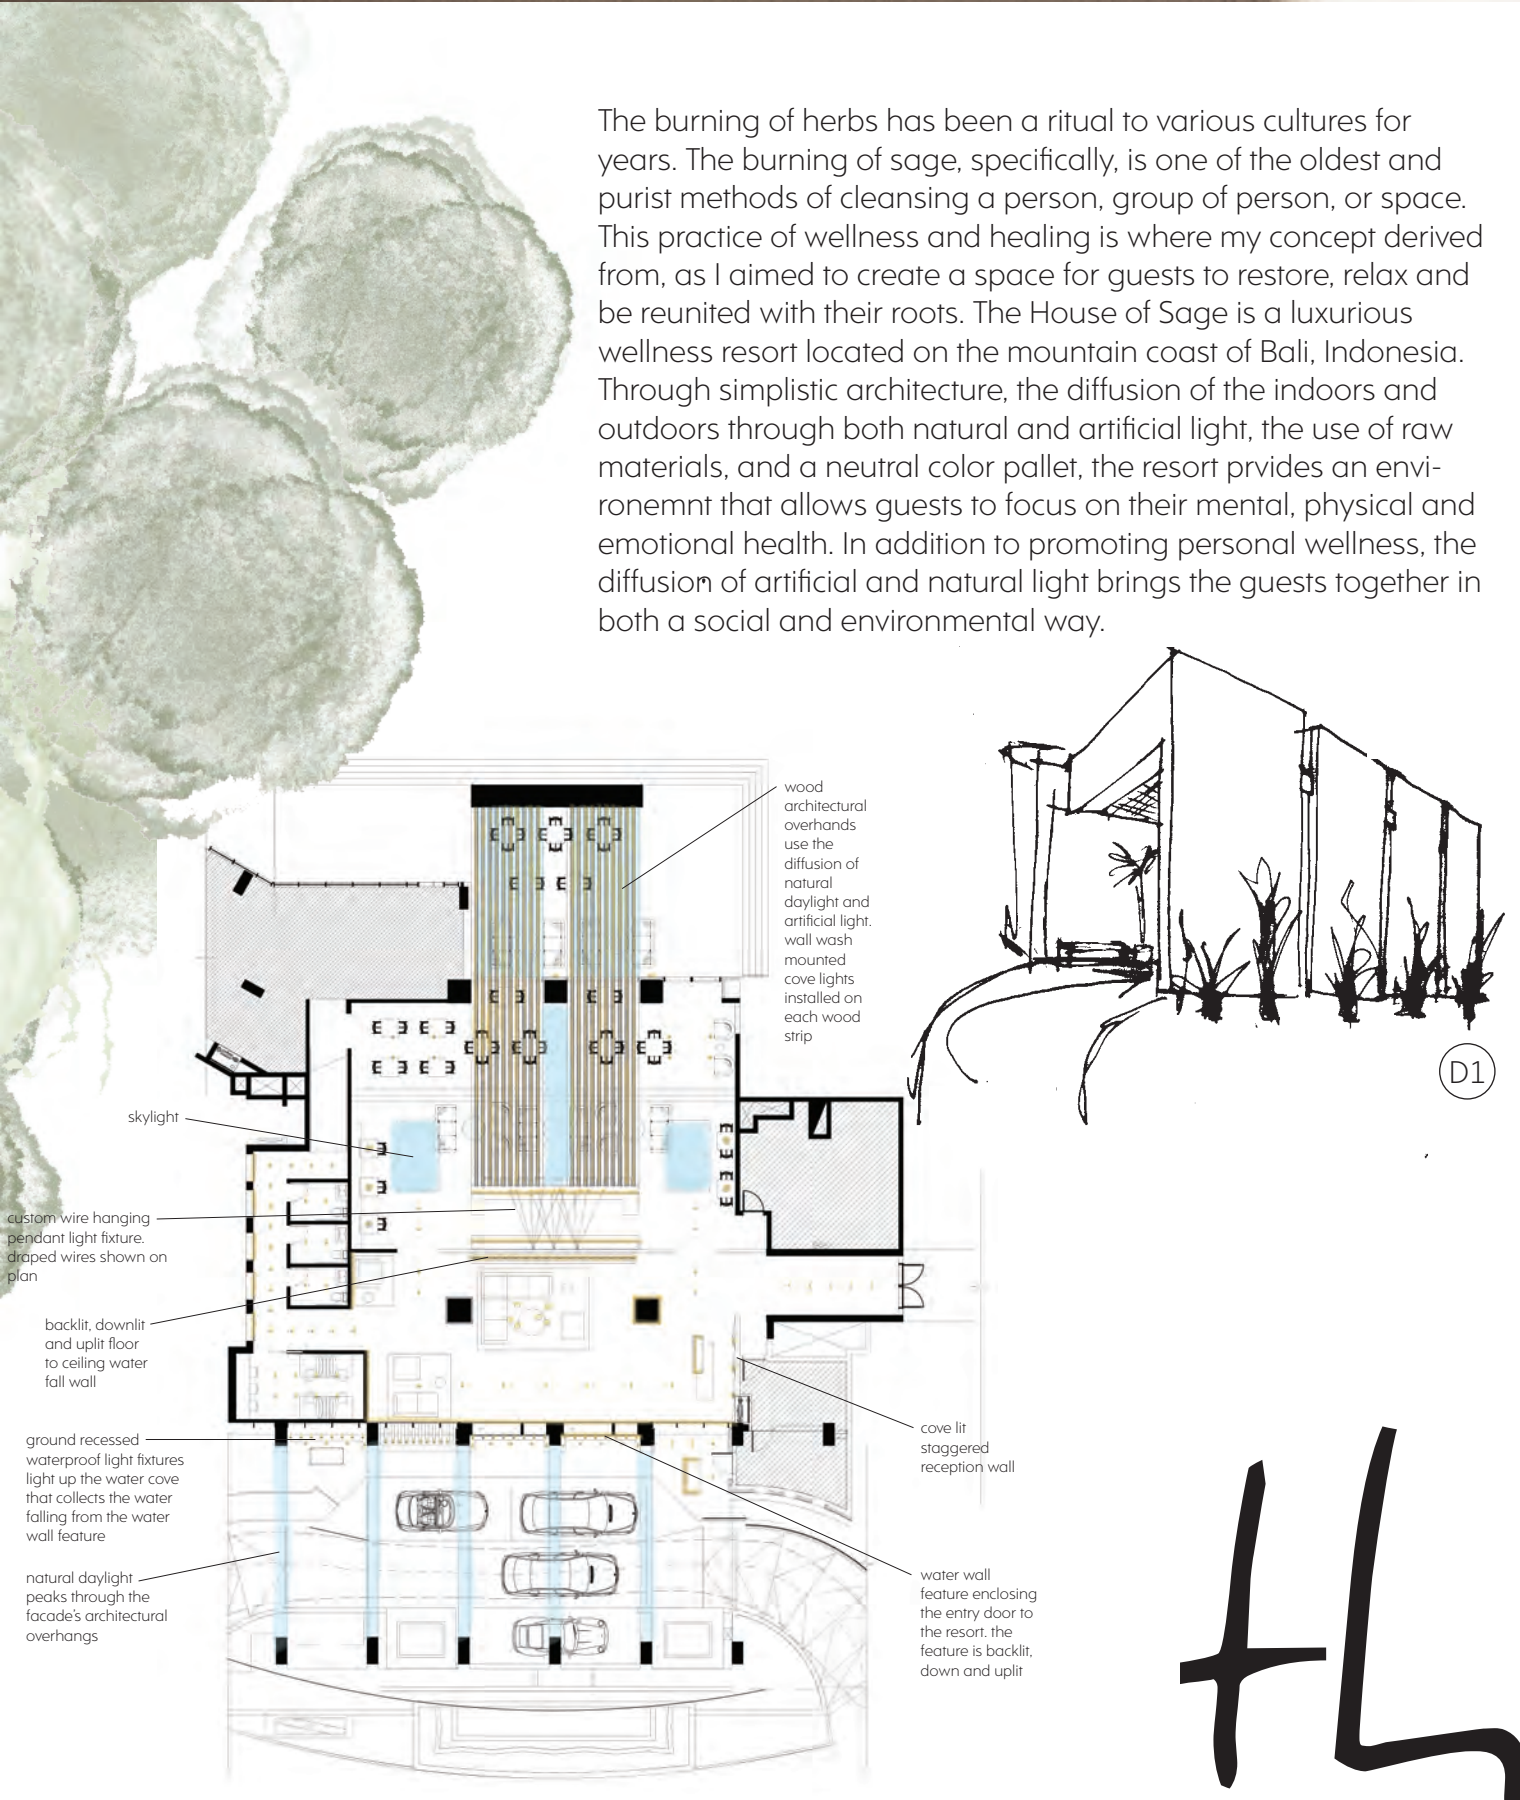 The burning of herbs has been a ritual to various cultures for
years. The burning of sage, specifically, is one of the oldest and
purist methods of cleansing a person, group of person, or space.
This practice of wellness and healing is where my concept derived
from, as I aimed to create a space for guests to restore, relax and
be reunited with their roots. The House of Sage is a luxurious
wellness resort located on the mountain coast of Bali, Indonesia.
Through simplistic architecture, the diffusion of the indoors and
outdoors through both natural and artificial light, the use of raw
materials, and a neutral color pallet, the resort prvides an envi-
ronemnt that allows guests to focus on their mental, physical and
emotional health. In addition to promoting personal wellness, the
diffusion of artificial and natural light brings the guests together in
both a social and environmental way.
wood
architectural
overhands
use the
diffusion of
natural
daylight and
artificial light.
wall wash
mounted
cove lights
installed on
each wood
strip
D1
skylight
custom wire hanging
pendant light fixture.
draped wires shown on
plan
backlit, downlit
and uplit floor
to ceiling water
fall wall
ground recessed
waterproof light fixtures
light up the water cove
that collects the water
falling from the water
wall feature
natural daylight
peaks through the
facade's architectural
overhangs
cove lit
staggered
reception wall
water wall
feature enclosing
the entry door to
the resort. the
feature is backlit,
down and uplit
th